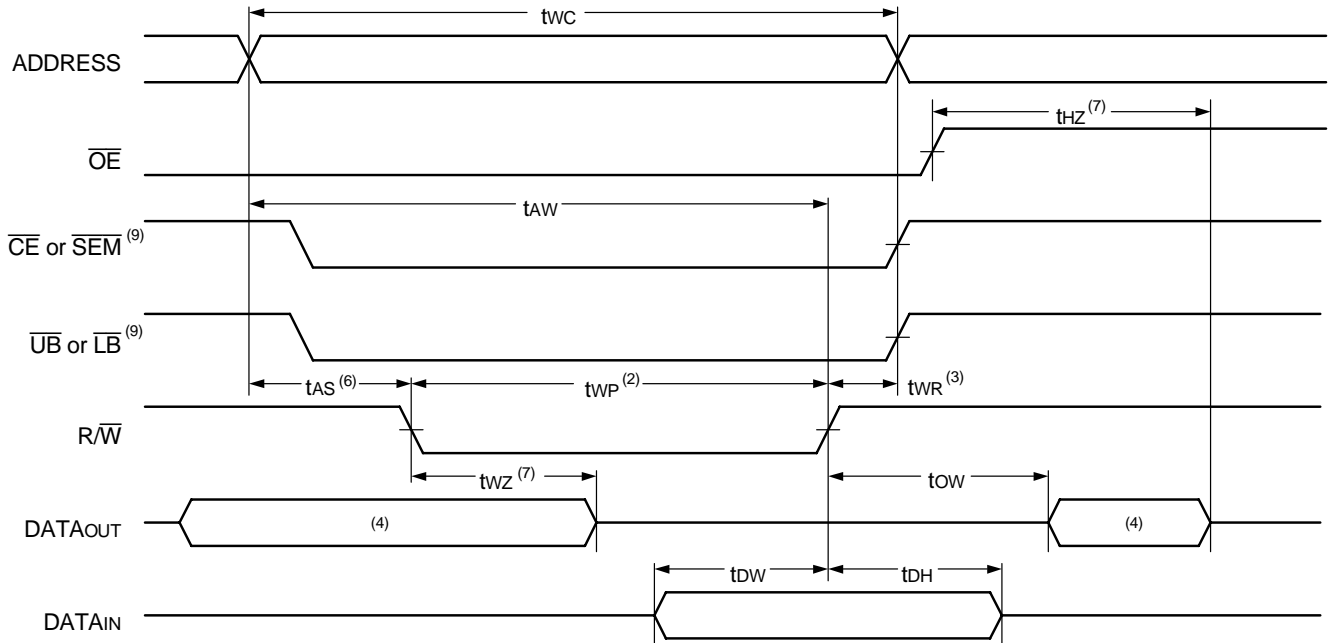 tWC
ADDRESS
tHZ (7)
OE
tAW
CE or SEM (9)
UB or LB (9)
tAS (6)
tWP (2)
tWR (3)
R/W
tWZ (7)
tOW
DATAOUT
(4)
(4)
tDW
tDH
DATAIN